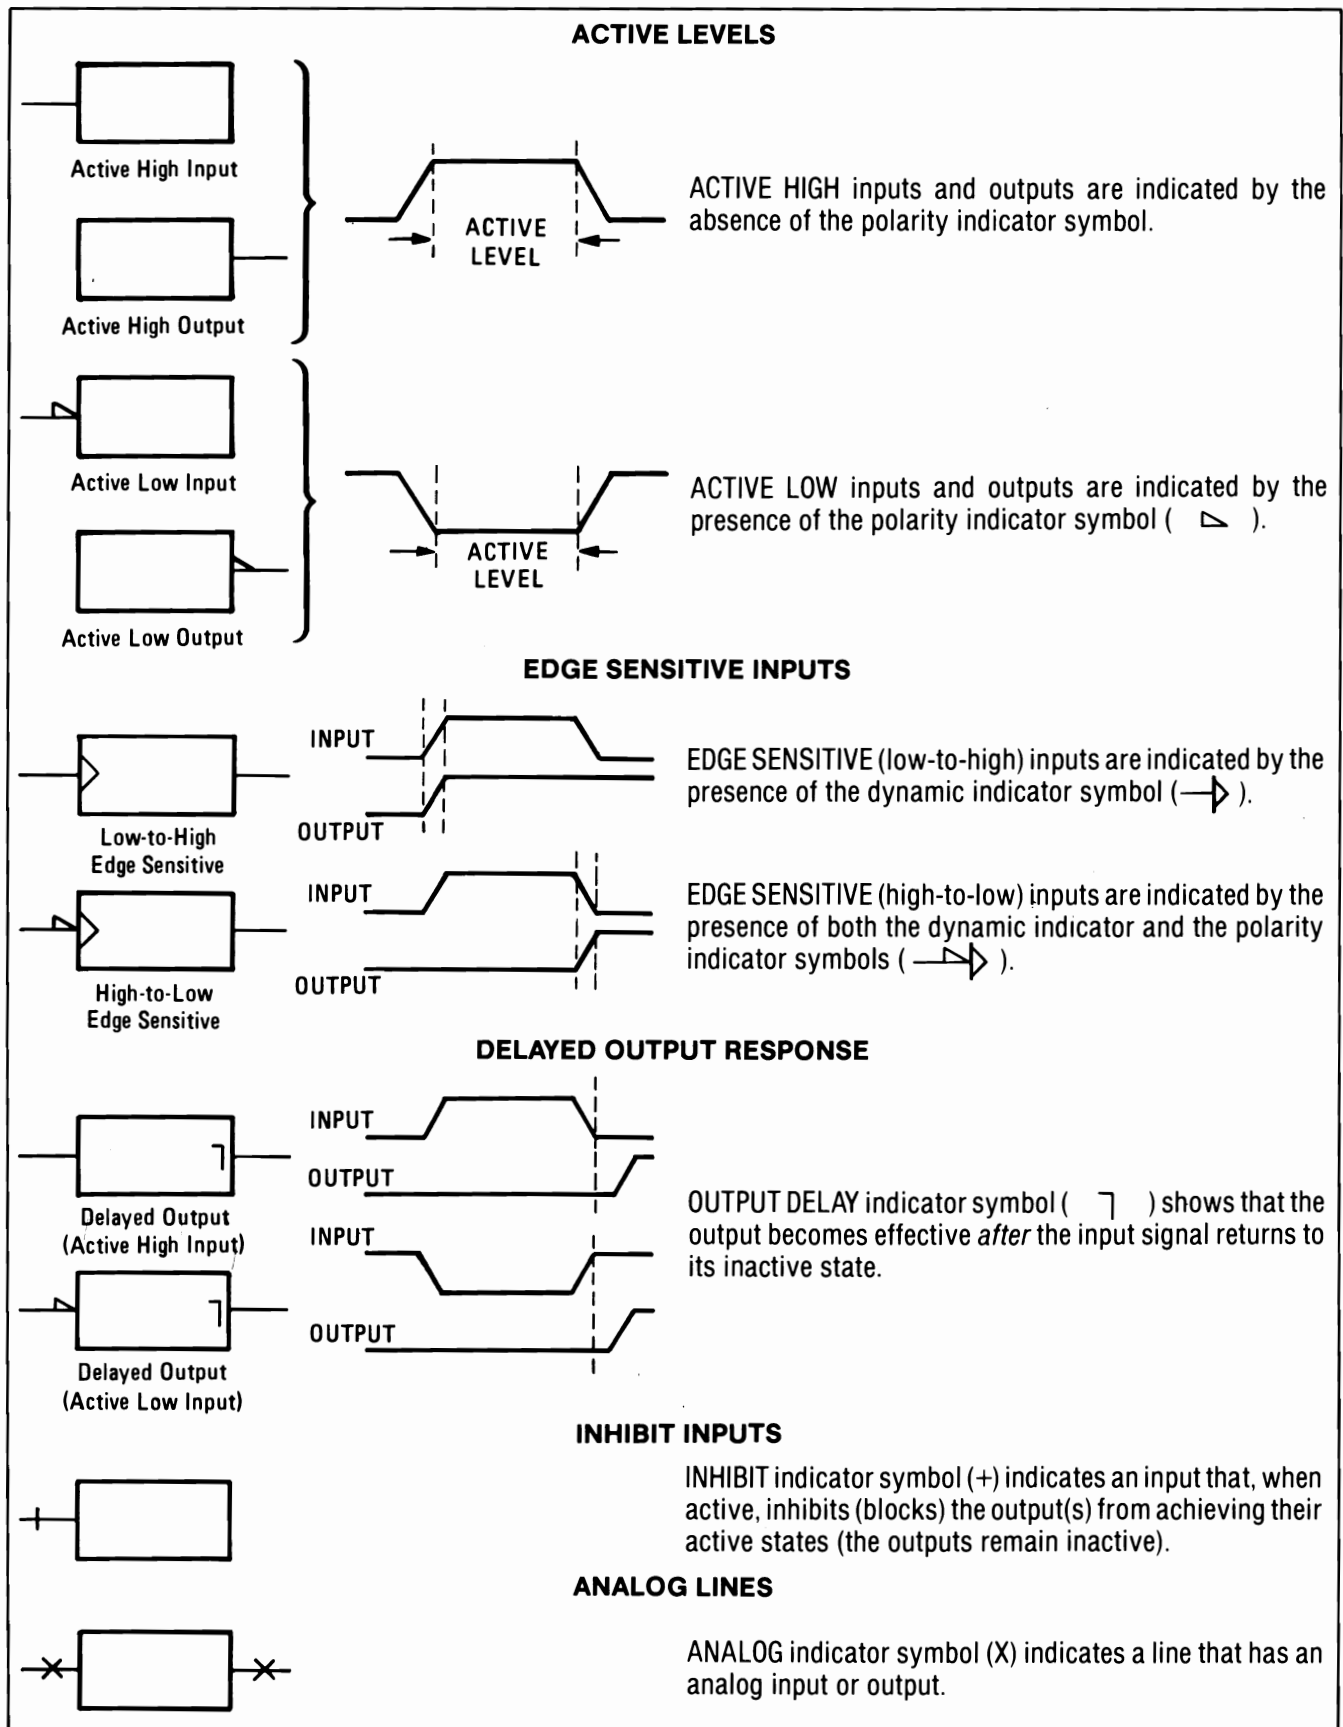 ACTIVE LEVELS
Active High Input
Active High Output
ACTIVE
LEVEL
ACTIVE HIGH inputs and outputs are indicated by the
absence of the polarity indicator symbol.
Active Low Input
Active Low Output
ACTIVE
LEVEL
ACTIVE LOW inputs and outputs are indicated by the
presence of the polarity indicator symbol ( ).
EDGE SENSITIVE INPUTS
Low-to-High
Edge Sensitive
INPUT
OUTPUT
EDGE SENSITIVE (low-to-high) inputs are indicated by the
presence of the dynamic indicator symbol ( ).
High-to-Low
Edge Sensitive
INPUT
OUTPUT
EDGE SENSITIVE (high-to-low) inputs are indicated by the
presence of both the dynamic indicator and the polarity
indicator symbols ( ).
DELAYED OUTPUT RESPONSE
Delayed Output
(Active High Input)
INPUT
OUTPUT
Delayed Output
(Active Low Input)
INPUT
OUTPUT
OUTPUT DELAY indicator symbol ( ) shows that the
output becomes effective after the input signal returns to
its inactive state.
INHIBIT INPUTS
INHIBIT indicator symbol (+) indicates an input that, when
active, inhibits (blocks) the output(s) from achieving their
active states (the outputs remain inactive).
ANALOG LINES
ANALOG indicator symbol (X) indicates a line that has an
analog input or output.